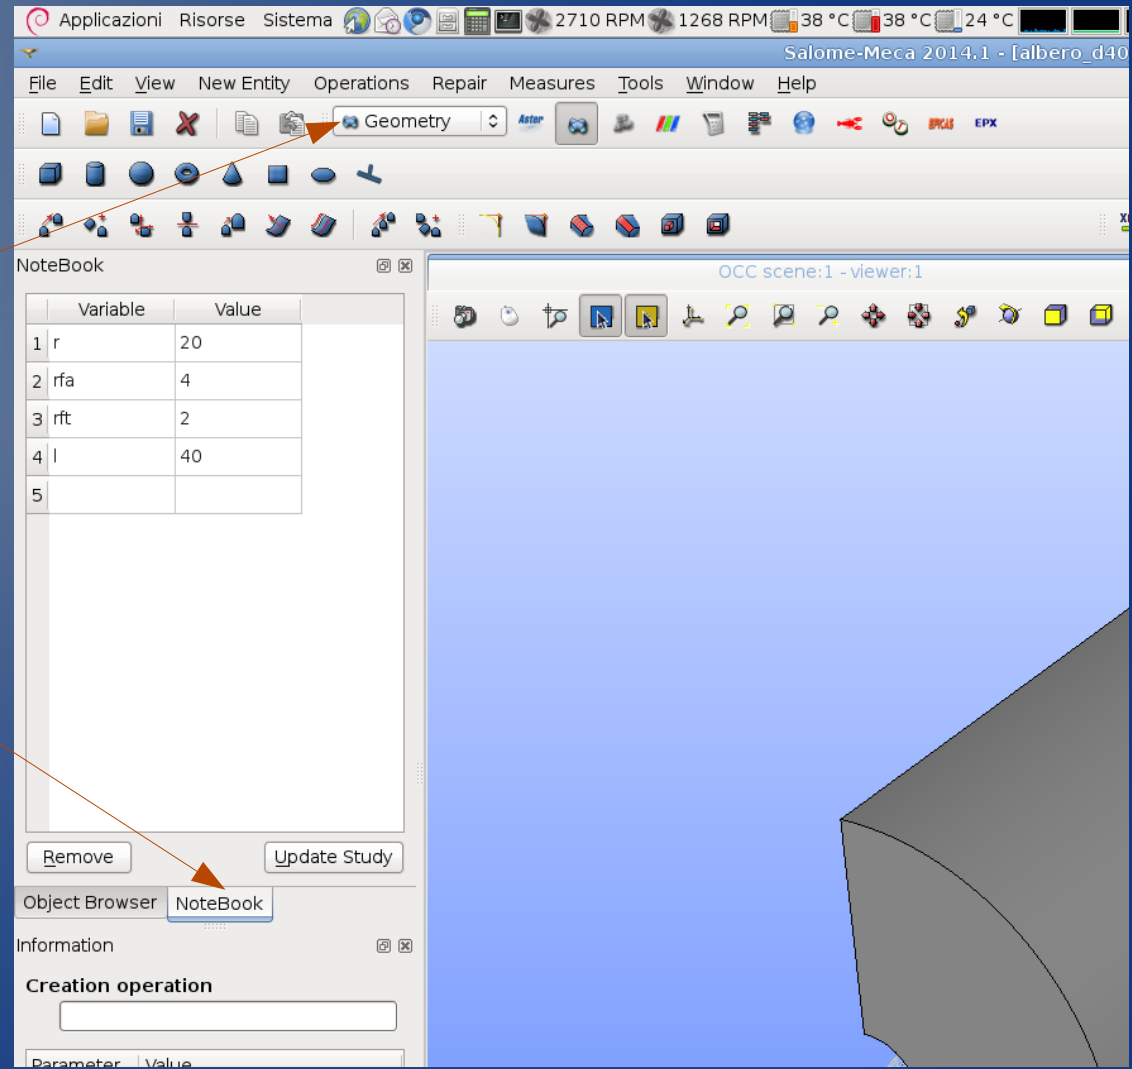 Applicazioni Risorse Sistema 2710 RPM 1268 RPM 38 °C 38 °C 24 °C
Salome-Meca 2014.1 - [albero_d40
File Edit View New Entity Operations Repair Measures Tools Window Help
Geometry Aster EFICAS EPX
NoteBook
OCC scene:1 - viewer:1
Variable Value
1 r 20
2 rfa 4
3 rft 2
4 l 40
5
Remove Update Study
Object Browser NoteBook
Information
Creation operation
Parameter Value